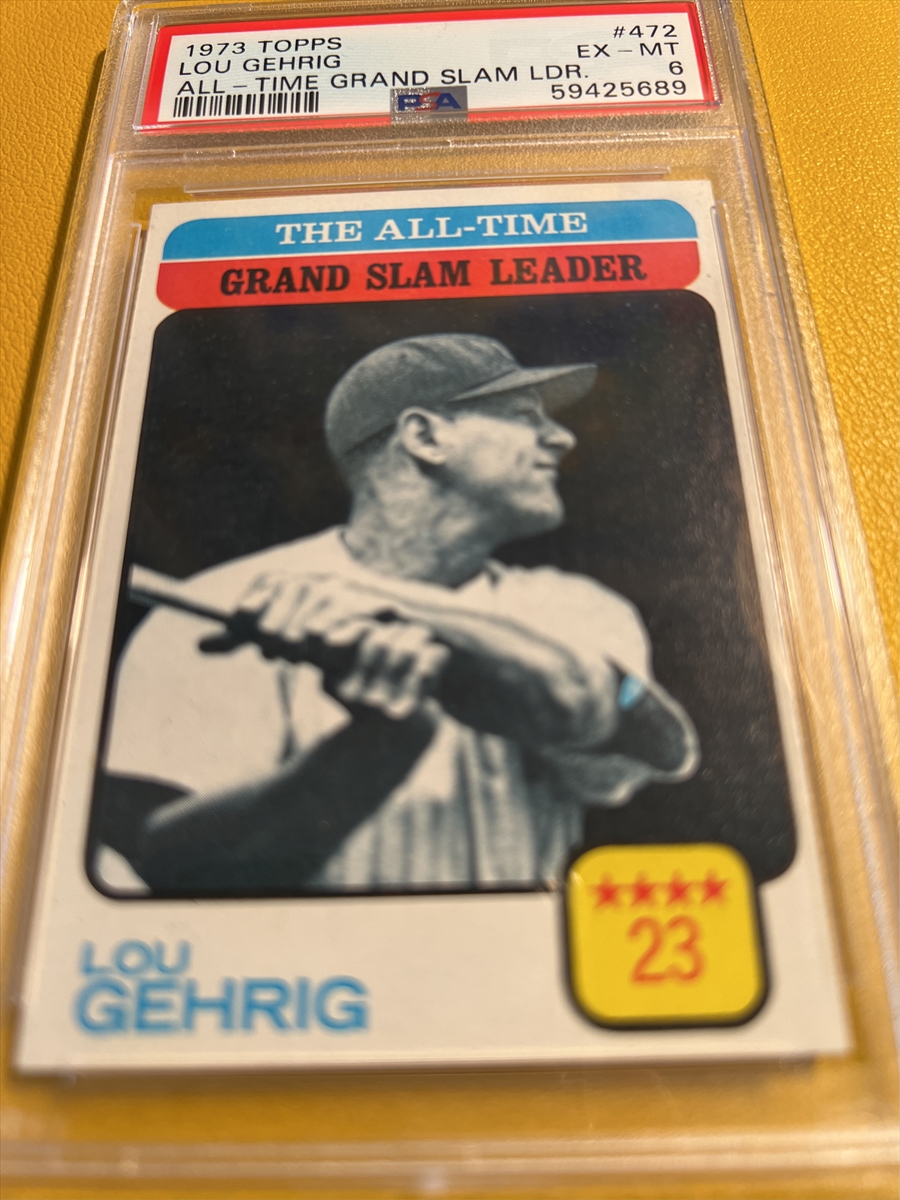 1973 TOPPS #472
LOU GEHRIG EX - MT
ALL - TIME GRAND SLAM LDR. 6
PSA 59425689
THE ALL-TIME
GRAND SLAM LEADER
★★★★
23
LOU
GEHRIG